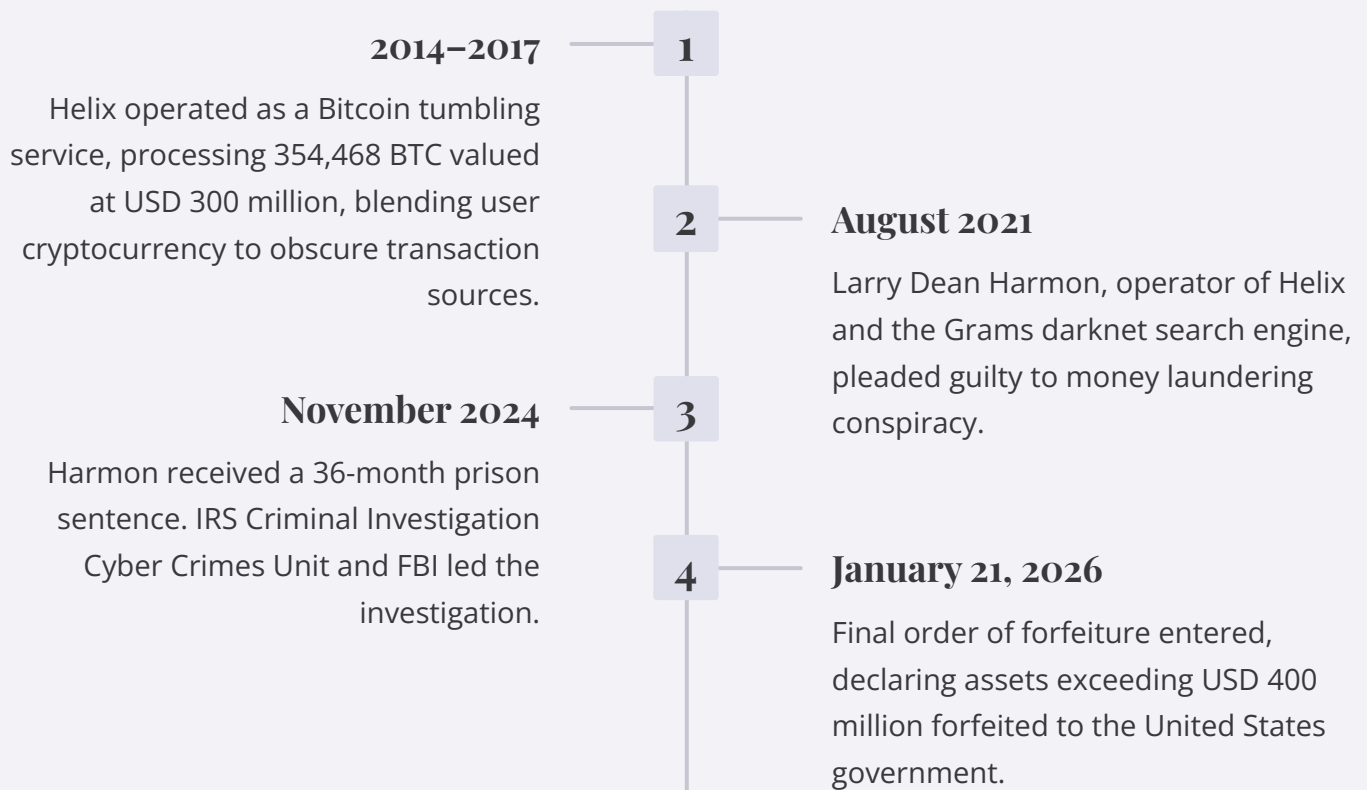 2014–2017
1
Helix operated as a Bitcoin tumbling
service, processing 354,468 BTC valued
at USD 300 million, blending user
cryptocurrency to obscure transaction
sources.
2
August 2021
Larry Dean Harmon, operator of Helix
and the Grams darknet search engine,
pleaded guilty to money laundering
conspiracy.
November 2024
3
Harmon received a 36-month prison
sentence. IRS Criminal Investigation
Cyber Crimes Unit and FBI led the
investigation.
4
January 21, 2026
Final order of forfeiture entered,
declaring assets exceeding USD 400
million forfeited to the United States
government.